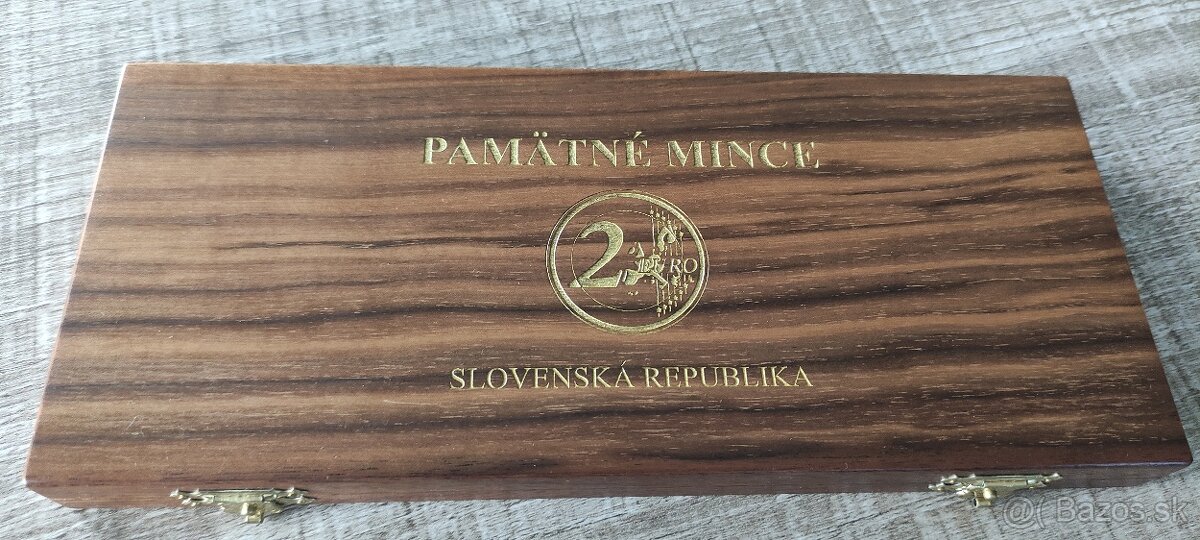 PAMÄTNÉ MINCE
2 EURO
SLOVENSKÁ REPUBLIKA
@( Bazos.sk